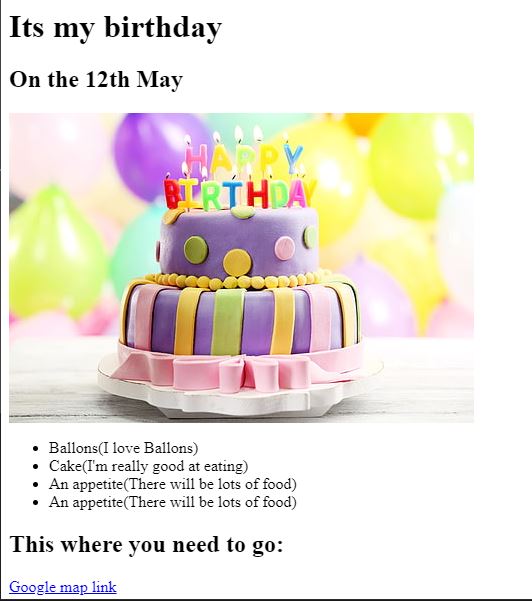 Its my birthday
On the 12th May
HAPPY
BIRTHDAY
Ballons(I love Ballons)
Cake(I'm really good at eating)
An appetite(There will be lots of food)
An appetite(There will be lots of food)
This where you need to go:
Google map link